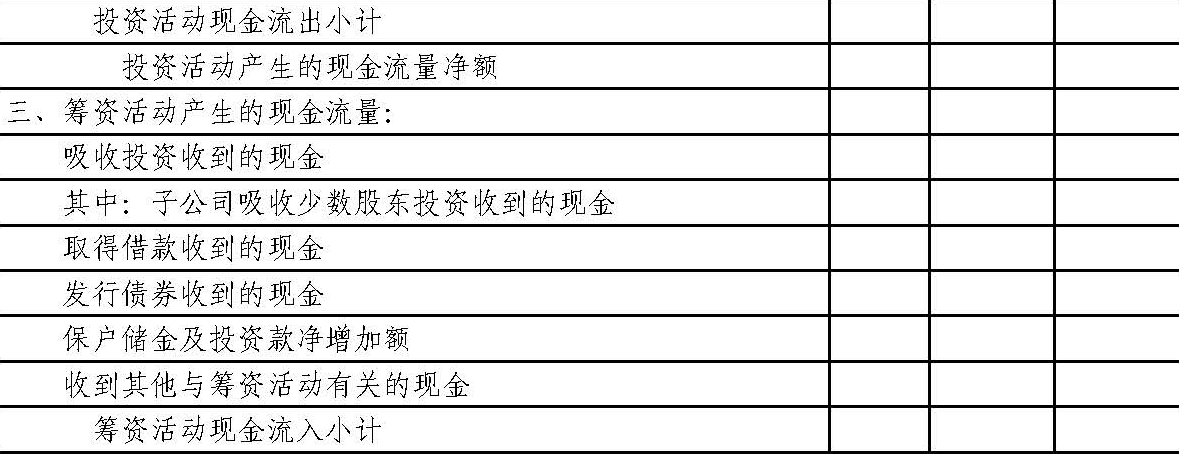 投资活动现金流出小计
投资活动产生的现金流量净额
三、筹资活动产生的现金流量：
吸收投资收到的现金
其中：子公司吸收少数股东投资收到的现金
取得借款收到的现金
发行债券收到的现金
保户储金及投资款净增加额
收到其他与筹资活动有关的现金
筹资活动现金流入小计